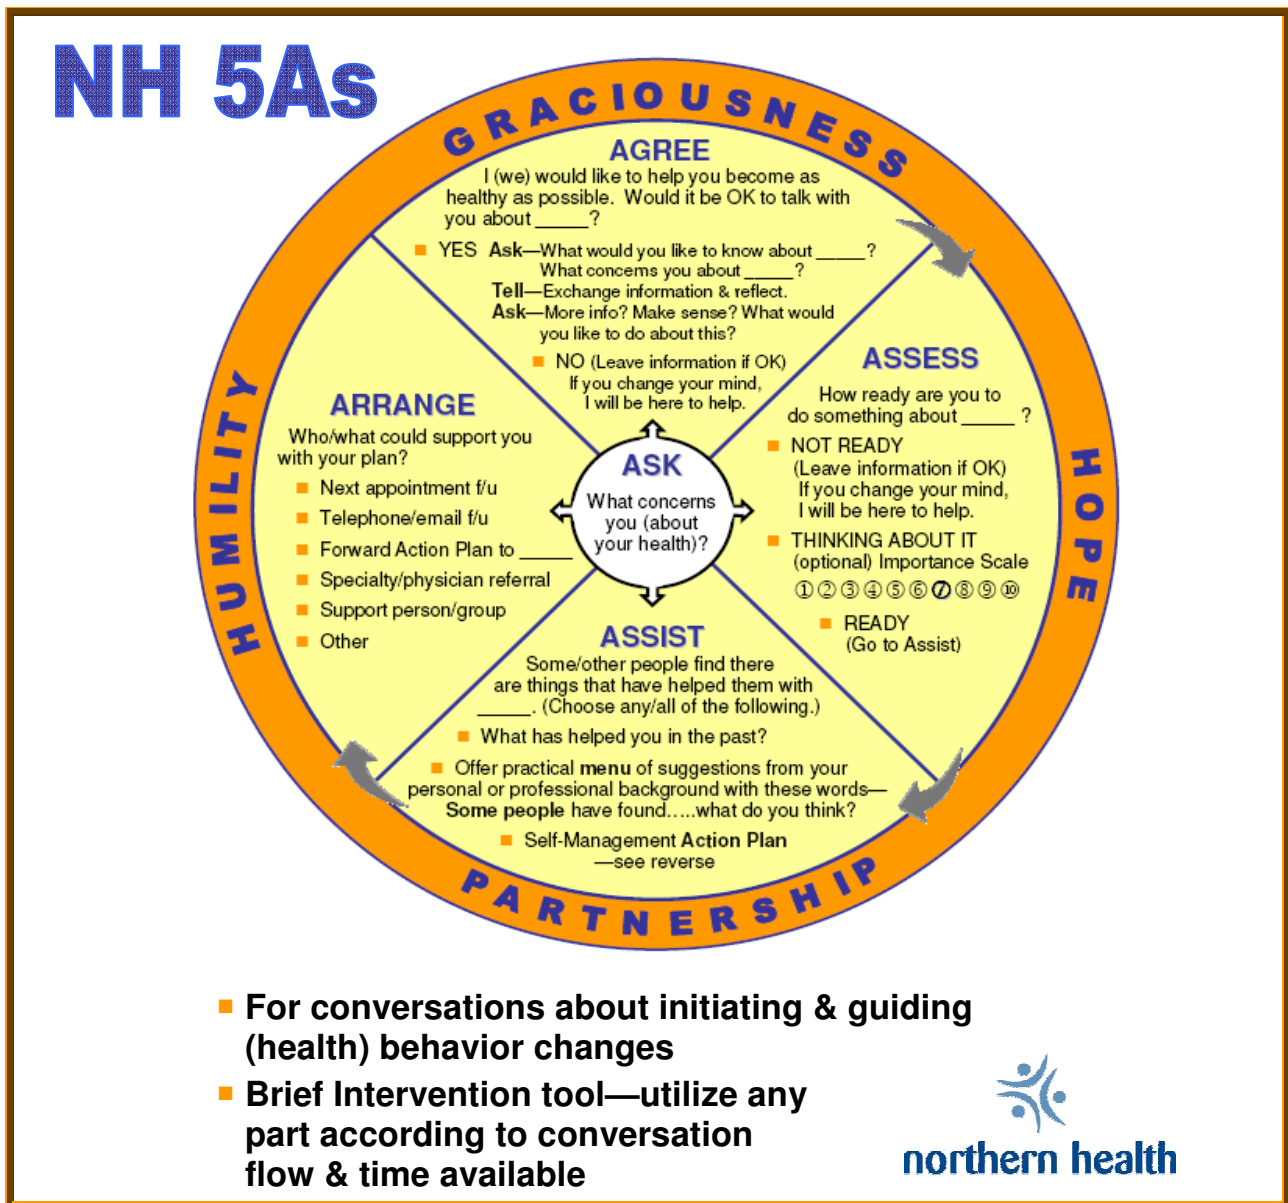 NH 5As
GRACIOUSNESS
HOPE
PARTNERSHIP
HUMILITY
AGREE
I (we) would like to help you become as
healthy as possible. Would it be OK to talk with
you about _____?
■ YES Ask—What would you like to know about _____?
What concerns you about _____?
Tell—Exchange information & reflect.
Ask—More info? Make sense? What would
you like to do about this?
■ NO (Leave information if OK)
If you change your mind,
I will be here to help.
ASSESS
How ready are you to
do something about _____ ?
■ NOT READY
(Leave information if OK)
If you change your mind,
I will be here to help.
■ THINKING ABOUT IT
(optional) Importance Scale
①②③④⑤⑥⑦⑧⑨⑩
■ READY
(Go to Assist)
ASK
What concerns
you (about
your health)?
ASSIST
Some/other people find there
are things that have helped them with
_____. (Choose any/all of the following.)
■ What has helped you in the past?
■ Offer practical menu of suggestions from your
personal or professional background with these words—
Some people have found.....what do you think?
■ Self-Management Action Plan
—see reverse
ARRANGE
Who/what could support you
with your plan?
■ Next appointment f/u
■ Telephone/email f/u
■ Forward Action Plan to _____
■ Specialty/physician referral
■ Support person/group
■ Other
■ For conversations about initiating & guiding
(health) behavior changes
■ Brief Intervention tool—utilize any
part according to conversation
flow & time available
northern health